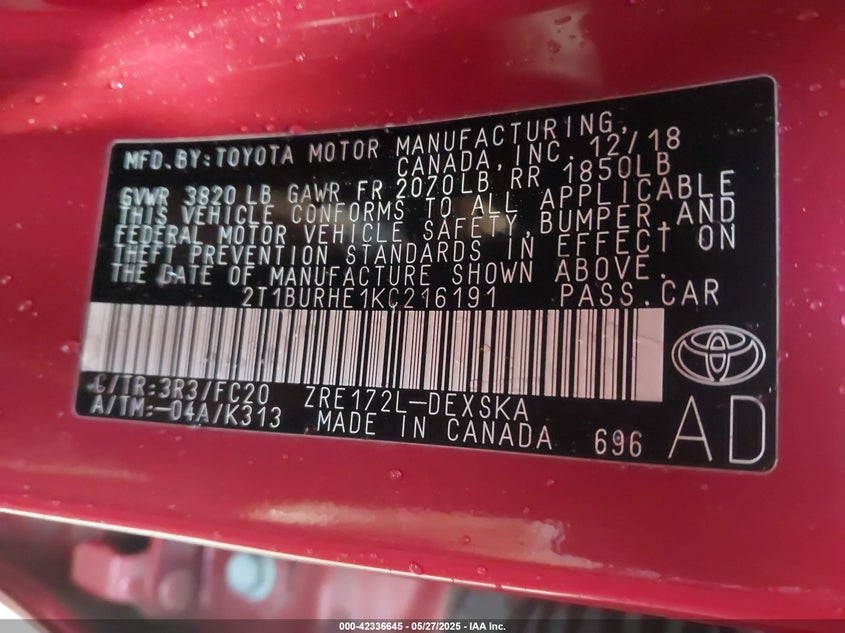 MFD. BY: TOYOTA MOTOR MANUFACTURING,
CANADA, INC. 12/18
GVWR 3820 LB GAWR FR 2070LB RR 1850LB
THIS VEHICLE CONFORMS TO ALL APPLICABLE
FEDERAL MOTOR VEHICLE SAFETY, BUMPER, AND
THEFT PREVENTION STANDARDS IN EFFECT ON
THE DATE OF MANUFACTURE SHOWN ABOVE.
2T1BURHE1KC216191 PASS. CAR
C/TR: 3R3/FC20 ZRE172L-DEXSKA
A/TM: -04A/K313 MADE IN CANADA 696 AD
000-42336645 / 05/27/2025 - IAA Inc.